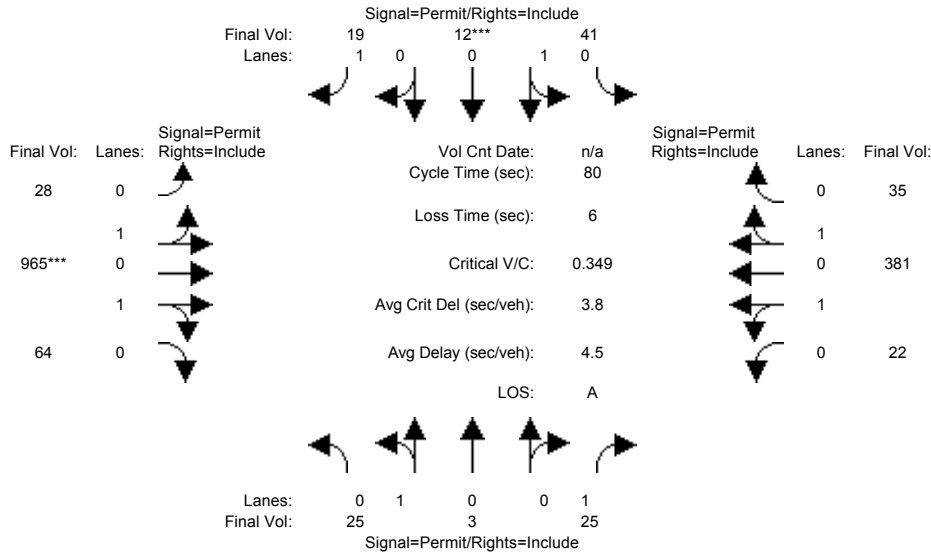 Signal=Permit/Rights=Include
Final Vol: 19 12*** 41
Lanes: 1 0 0 1 0
Signal=Permit Signal=Permit
Final Vol: Lanes: Rights=Include Vol Cnt Date: n/a Rights=Include Lanes: Final Vol:
Cycle Time (sec): 80
28 0 0 35
Loss Time (sec): 6
1 1
965*** 0 Critical V/C: 0.349 0 381
1 Avg Crit Del (sec/veh): 3.8 1
64 0 Avg Delay (sec/veh): 4.5 0 22
LOS: A
Lanes: 0 1 0 0 1
Final Vol: 25 3 25
Signal=Permit/Rights=Include